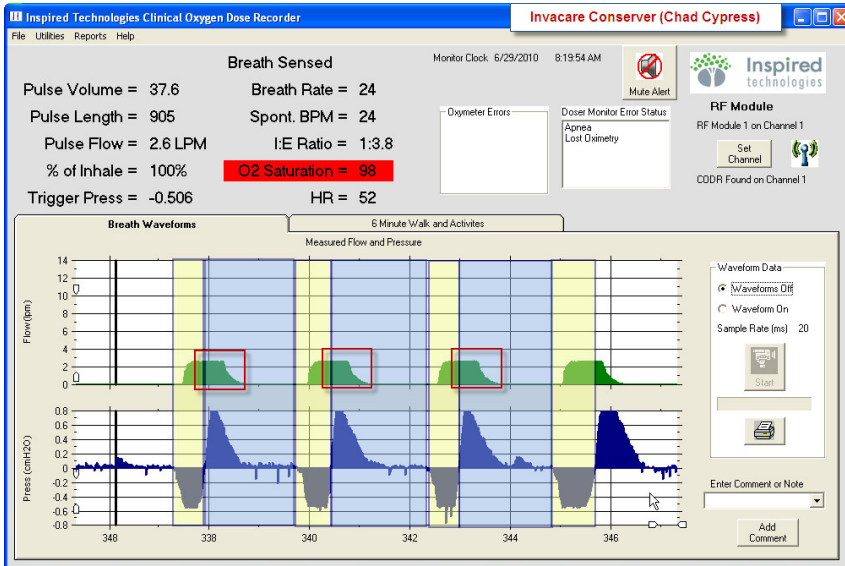 Inspired Technologies Clinical Oxygen Dose Recorder
Invacare Conserver (Chad Cypress)
File Utilities Reports Help
Breath Sensed
Monitor Clock 6/29/2010 8:19:54 AM
Mute Alert
Inspired
technologies
Pulse Volume = 37.6
Breath Rate = 24
Pulse Length = 905
Spont. BPM = 24
Pulse Flow = 2.6 LPM
I:E Ratio = 1:3.8
% of Inhale = 100%
O2 Saturation = 98
Trigger Press = -0.506
HR = 52
Oxymeter Errors
Doser Monitor Error Status
Apnea
Lost Oximetry
RF Module
RF Module 1 on Channel 1
Set
Channel
CODR Found on Channel 1
Breath Waveforms
6 Minute Walk and Activites
Measured Flow and Pressure
Flow(lpm)
14
12
10
8
6
4
2
0
Press (cmH2O)
0.8
0.6
0.4
0.2
0
-0.2
-0.4
-0.6
-0.8
348 338 340 342 344 346
Waveform Data
Waveforms Off
Waveform On
Sample Rate (ms) 20
Start
Enter Comment or Note
Add
Comment